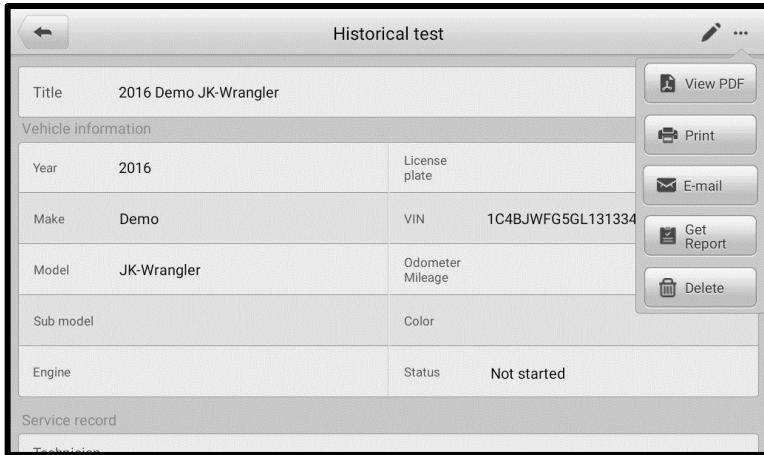 Historical test
View PDF
Print
E-mail
Get
Report
Delete
Title 2016 Demo JK-Wrangler
Vehicle information
Year 2016 License
plate
Make Demo VIN 1C4BJWFG5GL131334
Model JK-Wrangler Odometer
Mileage
Sub model Color
Engine Status Not started
Service record
Technician